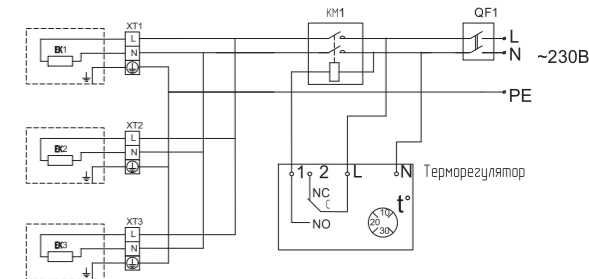 KM1 QF1
XT1
L
N
EK1
L
N
~230В
PE
XT2
L
N
EK2
1 2 L N Терморегулятор
NC
C
NO
t°
10
20
30
XT3
L
N
EK3